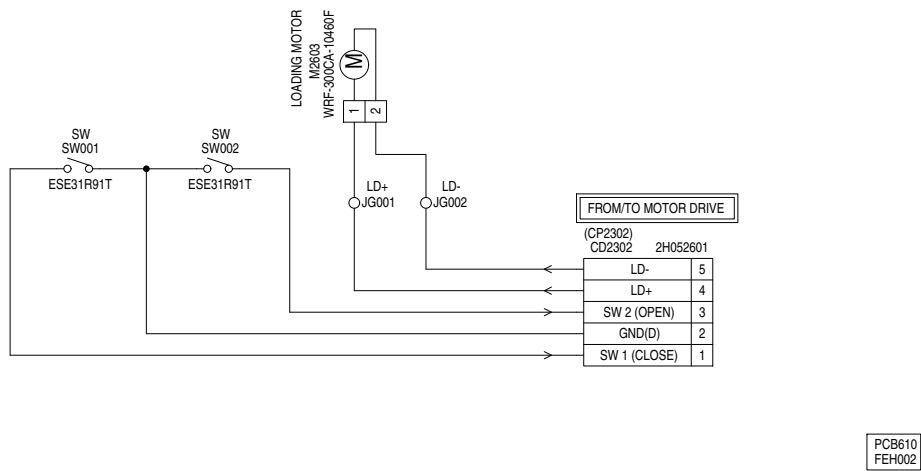 LOADING MOTOR
M2603
WRF-300CA-10460F
M
1 2
SW
SW001
ESE31R91T
SW
SW002
ESE31R91T
LD+
JG001
LD-
JG002
FROM/TO MOTOR DRIVE
(CP2302)
CD2302 2H052601
LD- 5
LD+ 4
SW 2 (OPEN) 3
GND(D) 2
SW 1 (CLOSE) 1
PCB610
FEH002